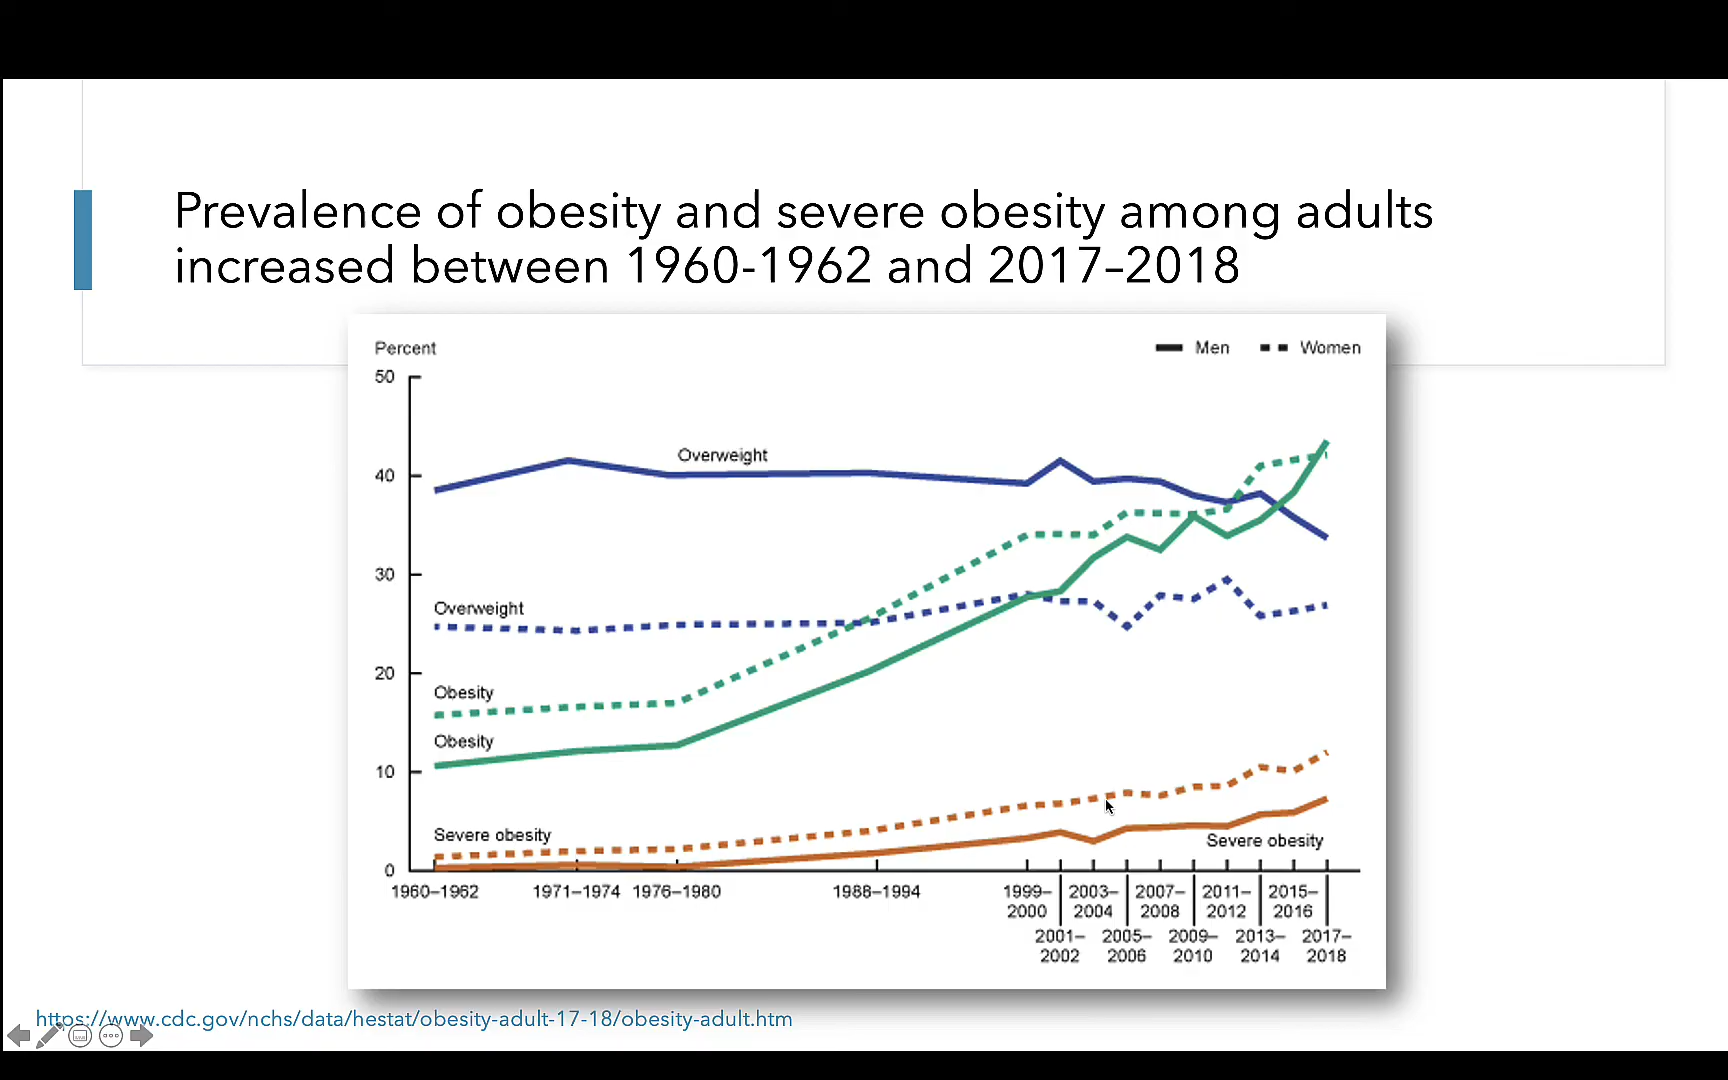 Prevalence of obesity and severe obesity among adults
increased between 1960-1962 and 2017–2018
Percent
Men
Women
50
40
30
20
10
0
Overweight
Overweight
Obesity
Obesity
Severe obesity
Severe obesity
1960–1962
1971–1974
1976–1980
1988–1994
1999–
2000
2001–
2002
2003–
2004
2005–
2006
2007–
2008
2009–
2010
2011–
2012
2013–
2014
2015–
2016
2017–
2018
https://www.cdc.gov/nchs/data/hestat/obesity-adult-17-18/obesity-adult.htm